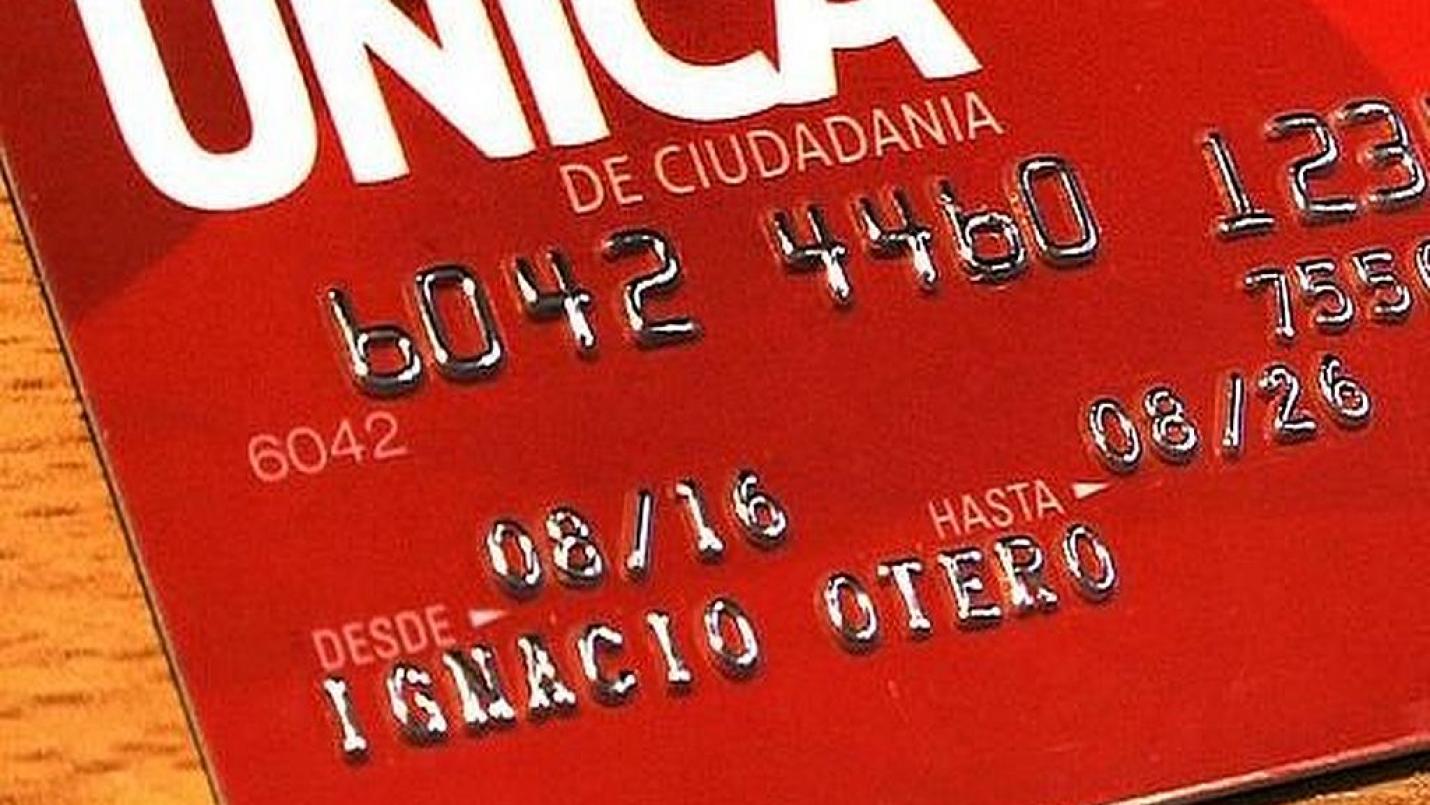 UNICA
DE CIUDADANIA
6042 4460 123
755
6042
08/16
HASTA 08/26
DESDE
IGNACIO OTERO